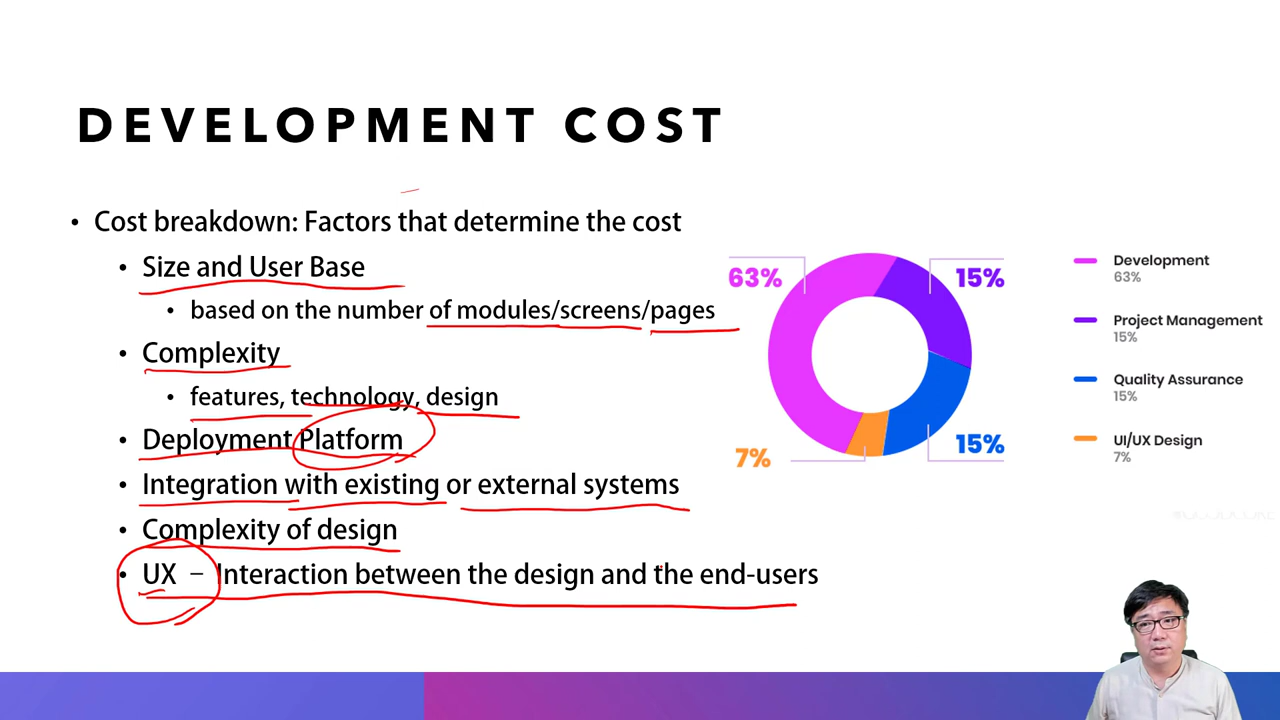 DEVELOPMENT COST
• Cost breakdown: Factors that determine the cost
• Size and User Base
• based on the number of modules/screens/pages
• Complexity
• features, technology, design
• Deployment Platform
• Integration with existing or external systems
• Complexity of design
• UX – Interaction between the design and the end-users
63%
15%
7%
15%
Development
63%
Project Management
15%
Quality Assurance
15%
UI/UX Design
7%